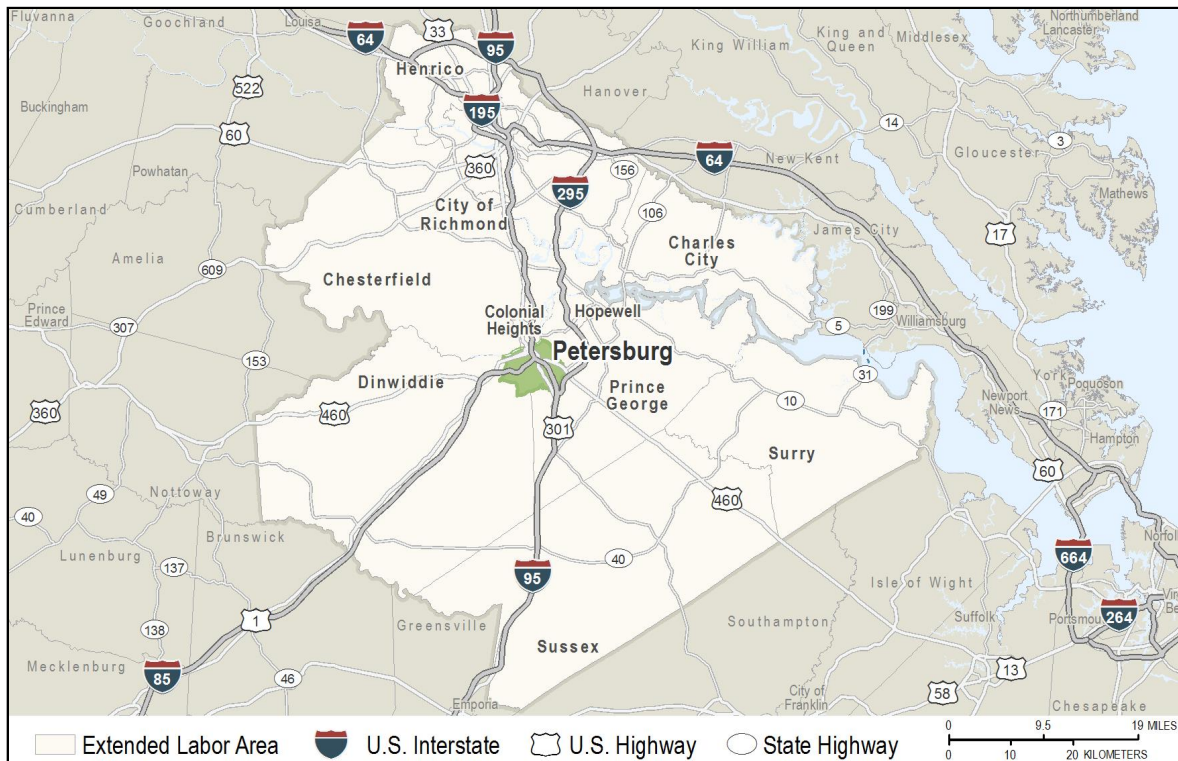 Fluvanna
Goochland
Louisa
64
33
95
King William
King and
Queen
Middlesex
Northumberland
Lancaster
Henrico
522
Buckingham
Hanover
195
60
14
3
64
New Kent
Gloucester
Powhatan
360
156
Mathews
295
Cumberland
City of
Richmond
106
17
James City
Charles
City
Amelia
609
Chesterfield
Prince
Edward
307
Colonial
Heights
Hopewell
199
5
Williamsburg
153
Petersburg
Dinwiddie
31
York
Poquoson
Prince
George
10
Newport
News
171
360
460
301
Hampton
Surry
60
49
Nottoway
460
40
Brunswick
Lunenburg
137
40
664
95
Isle of Wight
Norfolk
1
Suffolk
Portsmouth
264
138
Greensville
Southampton
Mecklenburg
Sussex
85
46
13
58
Emporia
City of
Franklin
Chesapeake
Extended Labor Area
U.S. Interstate
U.S. Highway
State Highway
0 9.5 19 MILES
0 10 20 KILOMETERS